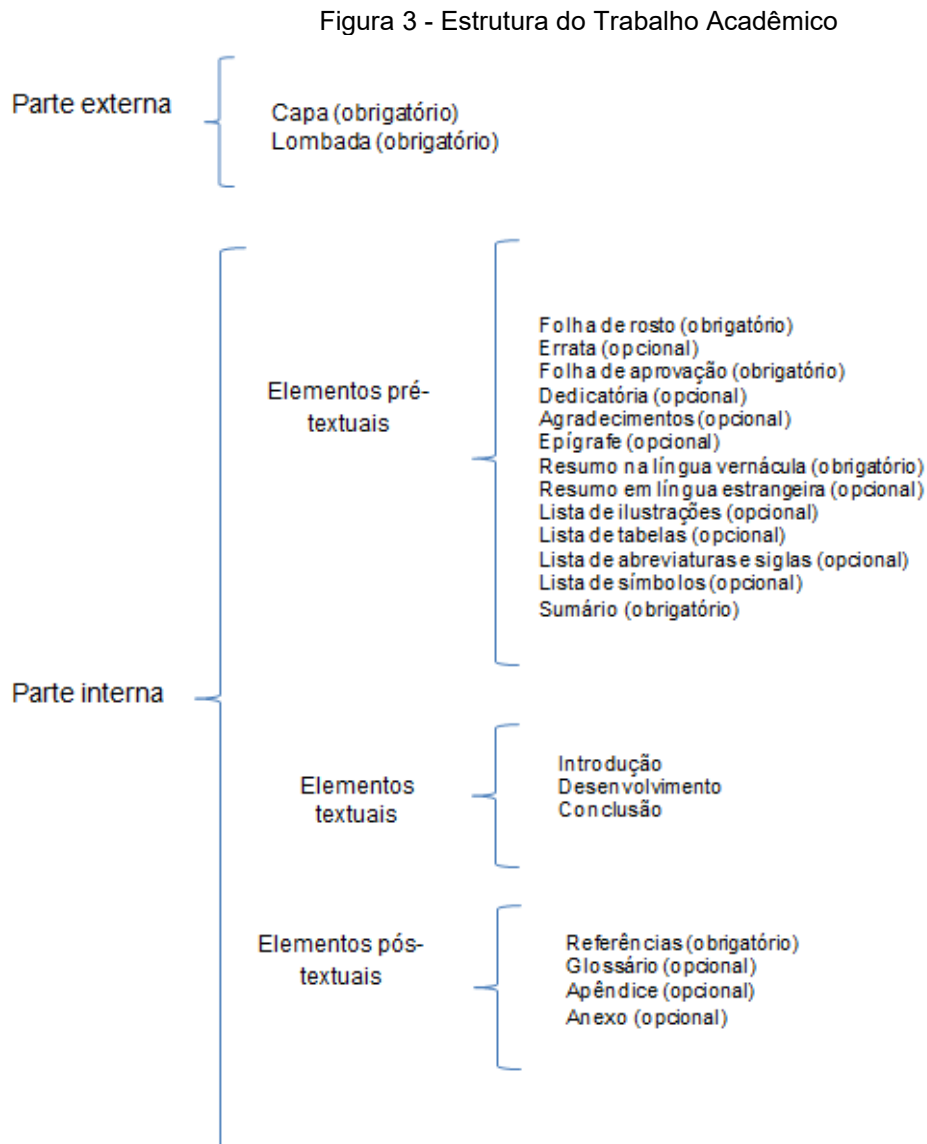 Figura 3 - Estrutura do Trabalho Acadêmico
Parte externa
Capa (obrigatório)
Lombada (obrigatório)
Parte interna
Elementos pré-
textuais
Folha de rosto (obrigatório)
Errata (opcional)
Folha de aprovação (obrigatório)
Dedicatória (opcional)
Agradecimentos (opcional)
Epígrafe (opcional)
Resumo na língua vernácula (obrigatório)
Resumo em língua estrangeira (opcional)
Lista de ilustrações (opcional)
Lista de tabelas (opcional)
Lista de abreviaturas e siglas (opcional)
Lista de símbolos (opcional)
Sumário (obrigatório)
Elementos
textuais
Introdução
Desenvolvimento
Conclusão
Elementos pós-
textuais
Referências (obrigatório)
Glossário (opcional)
Apêndice (opcional)
Anexo (opcional)